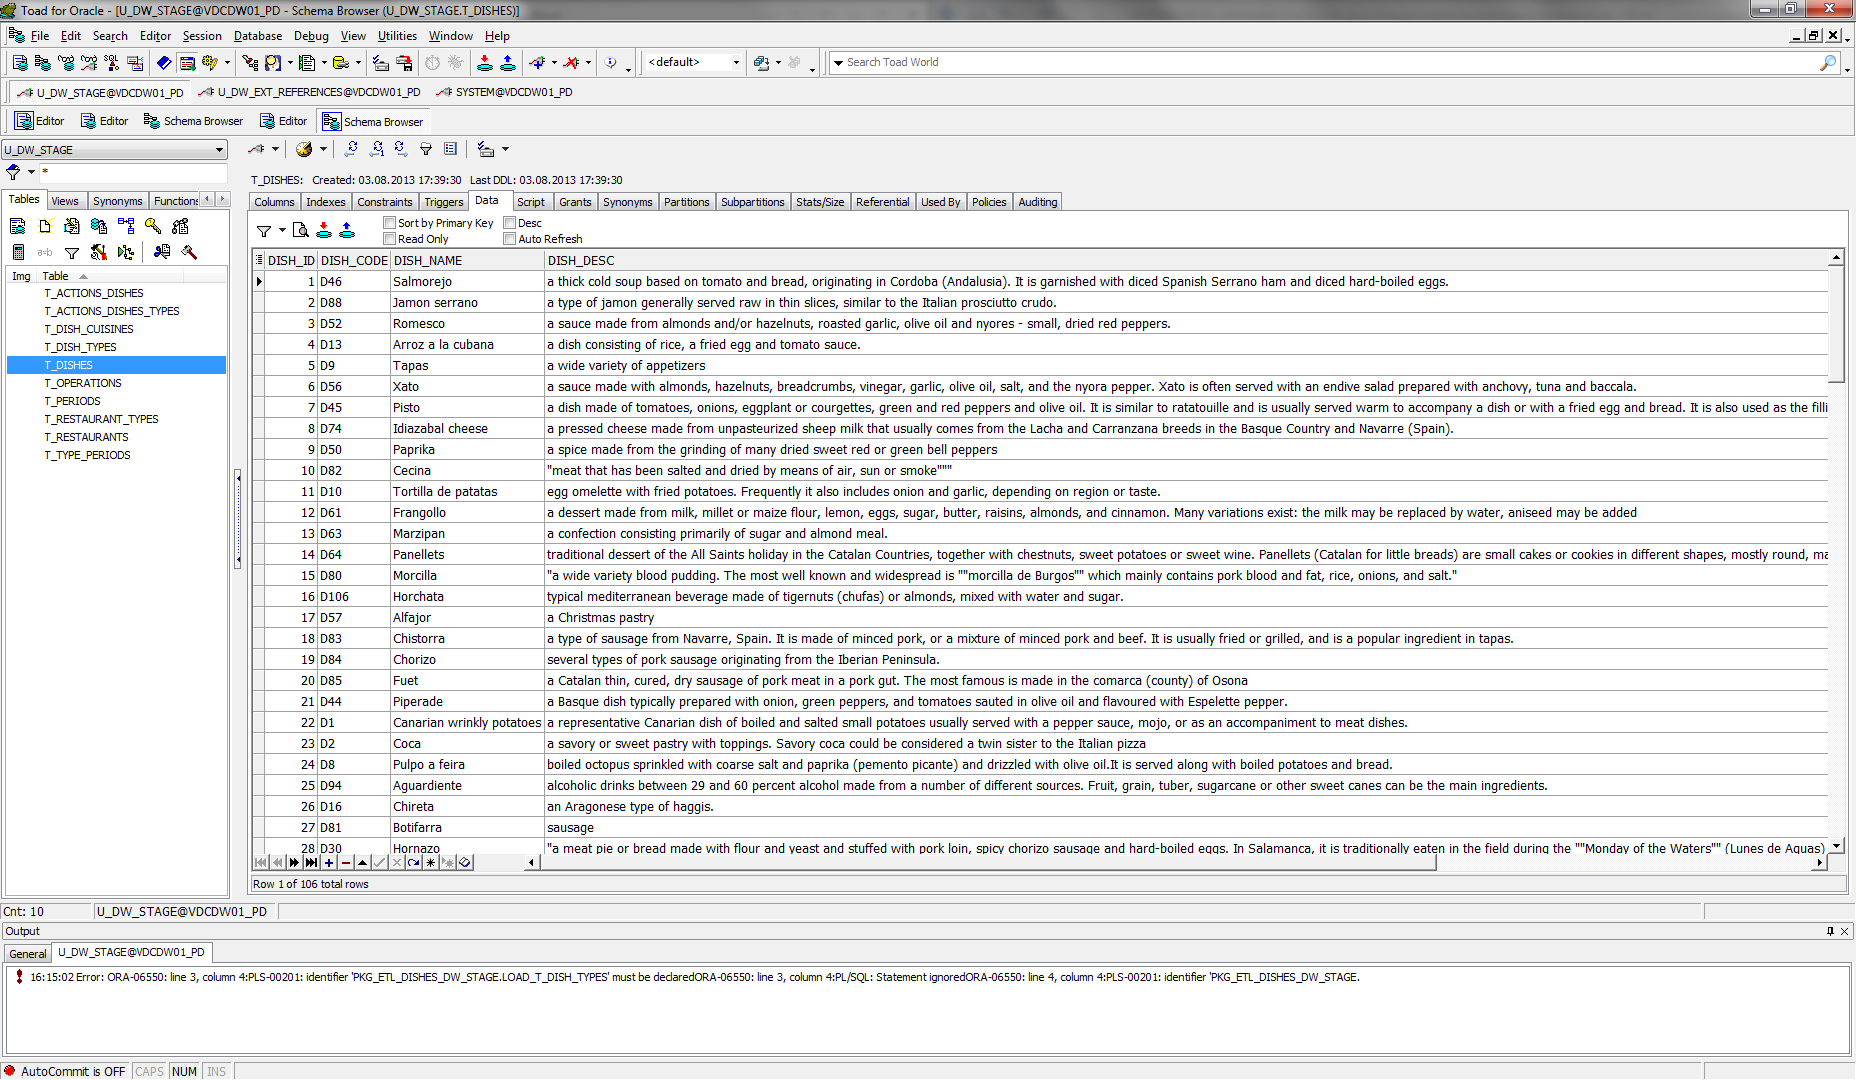 Toad for Oracle - [U_DW_STAGE@VDCDW01_PD - Schema Browser (U_DW_STAGE.T_DISHES)]
File Edit Search Editor Session Database Debug View Utilities Window Help
SQL <default> Search Toad World
U_DW_STAGE@VDCDW01_PD U_DW_EXT_REFERENCES@VDCDW01_PD SYSTEM@VDCDW01_PD
Editor Editor Schema Browser Editor Schema Browser
U_DW_STAGE
*
T_DISHES: Created: 03.08.2013 17:39:30 Last DDL: 03.08.2013 17:39:30
Tables Views Synonyms Functions
Columns Indexes Constraints Triggers Data Script Grants Synonyms Partitions Subpartitions Stats/Size Referential Used By Policies Auditing
Sort by Primary Key Desc
Read Only Auto Refresh
a=b
Img Table
T_ACTIONS_DISHES
T_ACTIONS_DISHES_TYPES
T_DISH_CUISINES
T_DISH_TYPES
T_DISHES
T_OPERATIONS
T_PERIODS
T_RESTAURANT_TYPES
T_RESTAURANTS
T_TYPE_PERIODS
DISH_ID DISH_CODE DISH_NAME DISH_DESC
1 D46 Salmorejo a thick cold soup based on tomato and bread, originating in Cordoba (Andalusia). It is garnished with diced Spanish Serrano ham and diced hard-boiled eggs.
2 D88 Jamon serrano a type of jamon generally served raw in thin slices, similar to the Italian prosciutto crudo.
3 D52 Romesco a sauce made from almonds and/or hazelnuts, roasted garlic, olive oil and nyores - small, dried red peppers.
4 D13 Arroz a la cubana a dish consisting of rice, a fried egg and tomato sauce.
5 D9 Tapas a wide variety of appetizers
6 D56 Xato a sauce made with almonds, hazelnuts, breadcrumbs, vinegar, garlic, olive oil, salt, and the nyora pepper. Xato is often served with an endive salad prepared with anchovy, tuna and baccala.
7 D45 Pisto a dish made of tomatoes, onions, eggplant or courgettes, green and red peppers and olive oil. It is similar to ratatouille and is usually served warm to accompany a dish or with a fried egg and bread. It is also used as the filli
8 D74 Idiazabal cheese a pressed cheese made from unpasteurized sheep milk that usually comes from the Lacha and Carranzana breeds in the Basque Country and Navarre (Spain).
9 D50 Paprika a spice made from the grinding of many dried sweet red or green bell peppers
10 D82 Cecina "meat that has been salted and dried by means of air, sun or smoke"""
11 D10 Tortilla de patatas egg omelette with fried potatoes. Frequently it also includes onion and garlic, depending on region or taste.
12 D61 Frangollo a dessert made from milk, millet or maize flour, lemon, eggs, sugar, butter, raisins, almonds, and cinnamon. Many variations exist: the milk may be replaced by water, aniseed may be added
13 D63 Marzipan a confection consisting primarily of sugar and almond meal.
14 D64 Panellets traditional dessert of the All Saints holiday in the Catalan Countries, together with chestnuts, sweet potatoes or sweet wine. Panellets (Catalan for little breads) are small cakes or cookies in different shapes, mostly round, ma
15 D80 Morcilla "a wide variety blood pudding. The most well known and widespread is ""morcilla de Burgos"" which mainly contains pork blood and fat, rice, onions, and salt."
16 D106 Horchata typical mediterranean beverage made of tigernuts (chufas) or almonds, mixed with water and sugar.
17 D57 Alfajor a Christmas pastry
18 D83 Chistorra a type of sausage from Navarre, Spain. It is made of minced pork, or a mixture of minced pork and beef. It is usually fried or grilled, and is a popular ingredient in tapas.
19 D84 Chorizo several types of pork sausage originating from the Iberian Peninsula.
20 D85 Fuet a Catalan thin, cured, dry sausage of pork meat in a pork gut. The most famous is made in the comarca (county) of Osona
21 D44 Piperade a Basque dish typically prepared with onion, green peppers, and tomatoes sauted in olive oil and flavoured with Espelette pepper.
22 D1 Canarian wrinkly potatoes a representative Canarian dish of boiled and salted small potatoes usually served with a pepper sauce, mojo, or as an accompaniment to meat dishes.
23 D2 Coca a savory or sweet pastry with toppings. Savory coca could be considered a twin sister to the Italian pizza
24 D8 Pulpo a feira boiled octopus sprinkled with coarse salt and paprika (pemento picante) and drizzled with olive oil.It is served along with boiled potatoes and bread.
25 D94 Aguardiente alcoholic drinks between 29 and 60 percent alcohol made from a number of different sources. Fruit, grain, tuber, sugarcane or other sweet canes can be the main ingredients.
26 D16 Chireta an Aragonese type of haggis.
27 D81 Botifarra sausage
28 D30 Hornazo "a meat pie or bread made with flour and yeast and stuffed with pork loin, spicy chorizo sausage and hard-boiled eggs. In Salamanca, it is traditionally eaten in the field during the ""Monday of the Waters"" (Lunes de Aguas)
Row 1 of 106 total rows
Cnt: 10 U_DW_STAGE@VDCDW01_PD
Output
General U_DW_STAGE@VDCDW01_PD
16:15:02 Error: ORA-06550: line 3, column 4:PLS-00201: identifier 'PKG_ETL_DISHES_DW_STAGE.LOAD_T_DISH_TYPES' must be declaredORA-06550: line 3, column 4:PL/SQL: Statement ignoredORA-06550: line 4, column 4:PLS-00201: identifier 'PKG_ETL_DISHES_DW_STAGE.
AutoCommit is OFF CAPS NUM INS